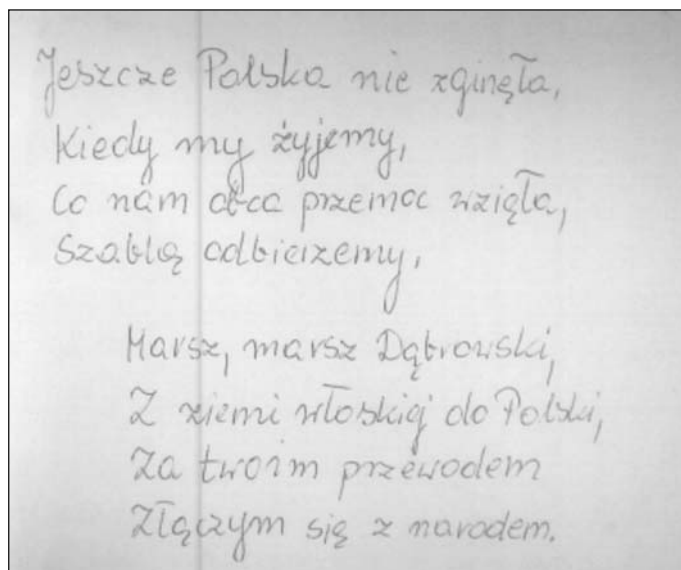 Jeszcze Polska nie zginęła,
Kiedy my żyjemy,
Co nam obca przemoc wzięła,
Szablą odbierzemy,
Marsz, marsz Dąbrowski,
Z ziemi włoskiej do Polski,
Za twoim przewodem
Złączym się z narodem.